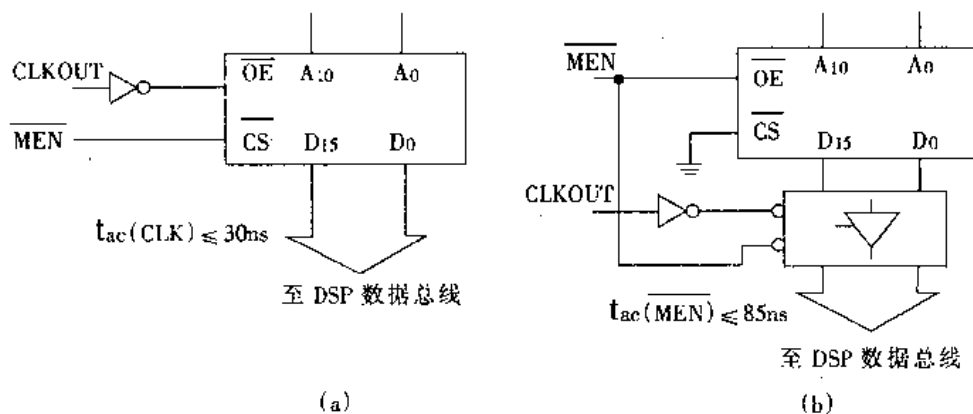 CLKOUT
OE
A10
A0
MEN
CS
D15
D0
tac(CLK)≤30ns
至 DSP 数据总线
(a)
MEN
OE
A10
A0
CS
D15
D0
CLKOUT
tac(MEN)≤85ns
至 DSP 数据总线
(b)